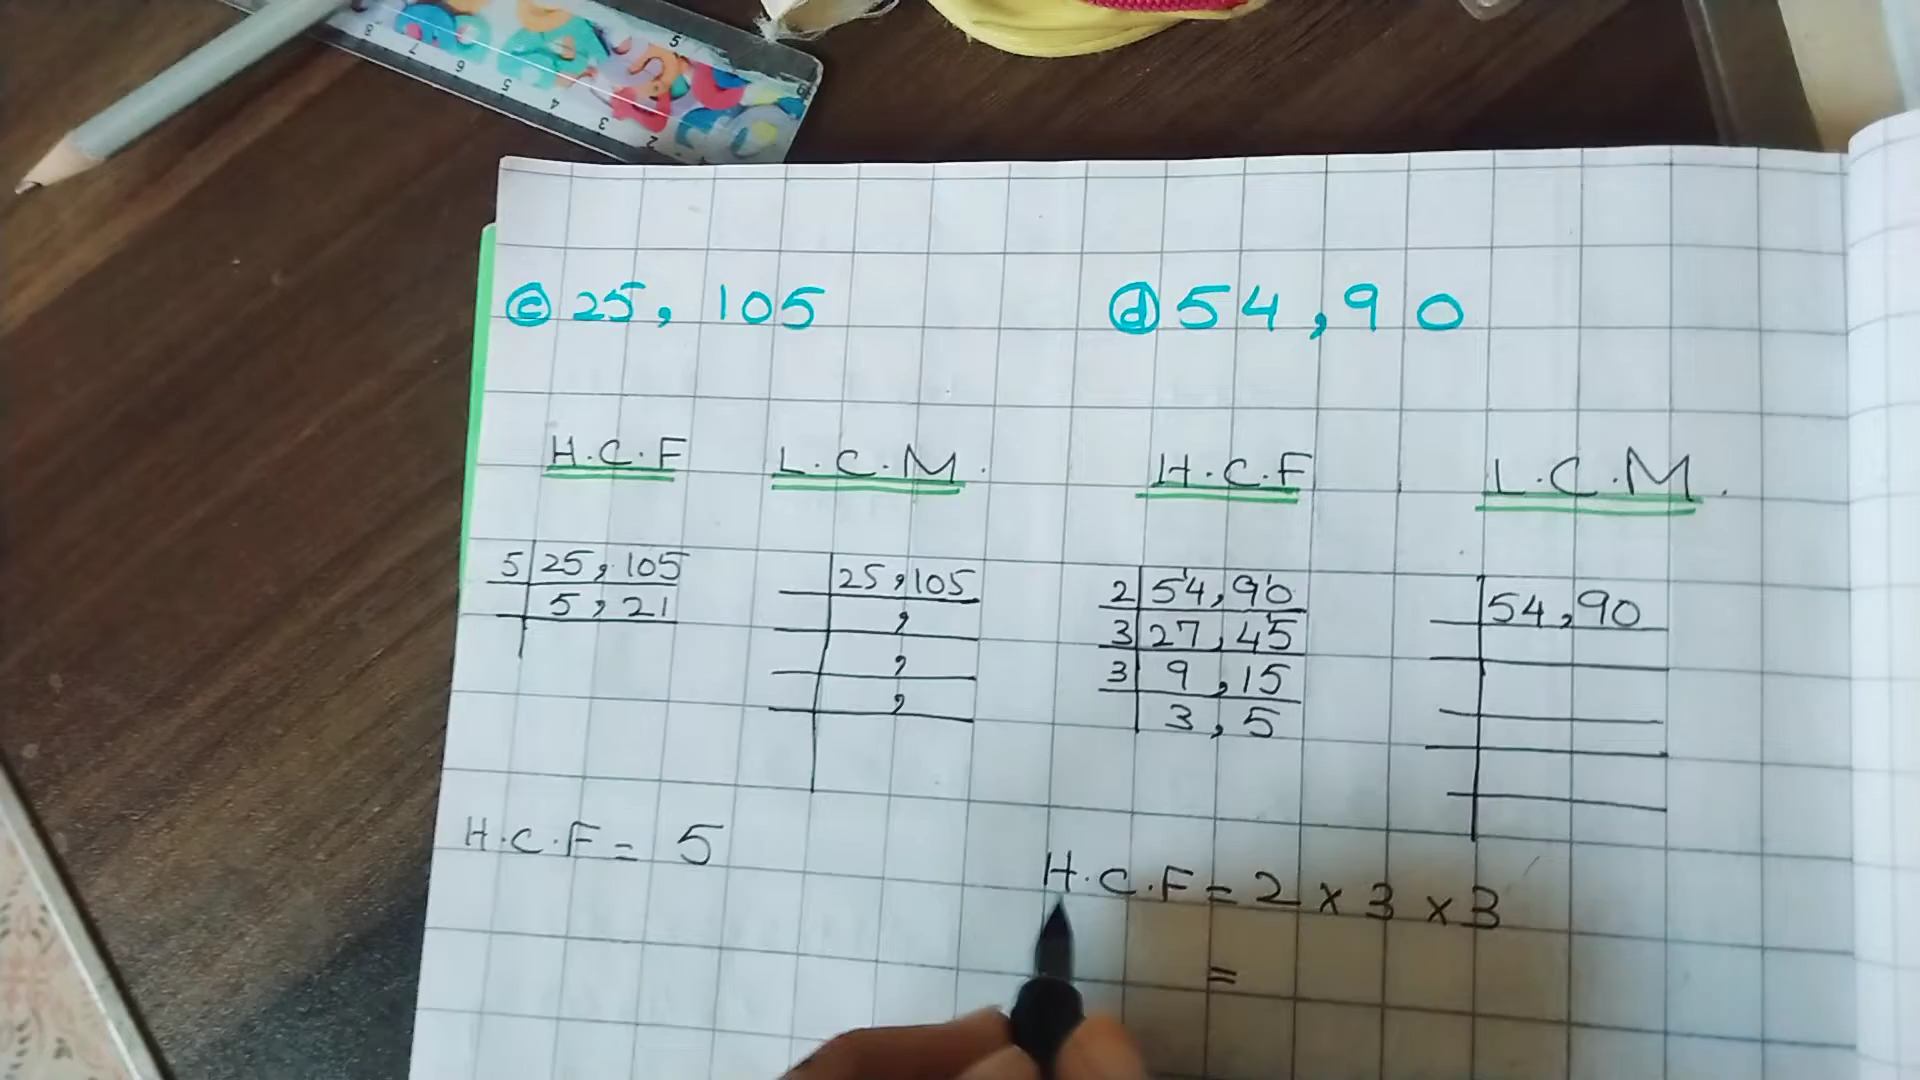 ⓒ 25, 105
ⓓ 54, 90
H.C.F
L.C.M.
H.C.F
L.C.M.
5 25, 105
5, 21
25, 105
,
,
,
2 54, 90
3 27, 45
3 9, 15
3, 5
54, 90
H.C.F = 5
H.C.F = 2 × 3 × 3
=